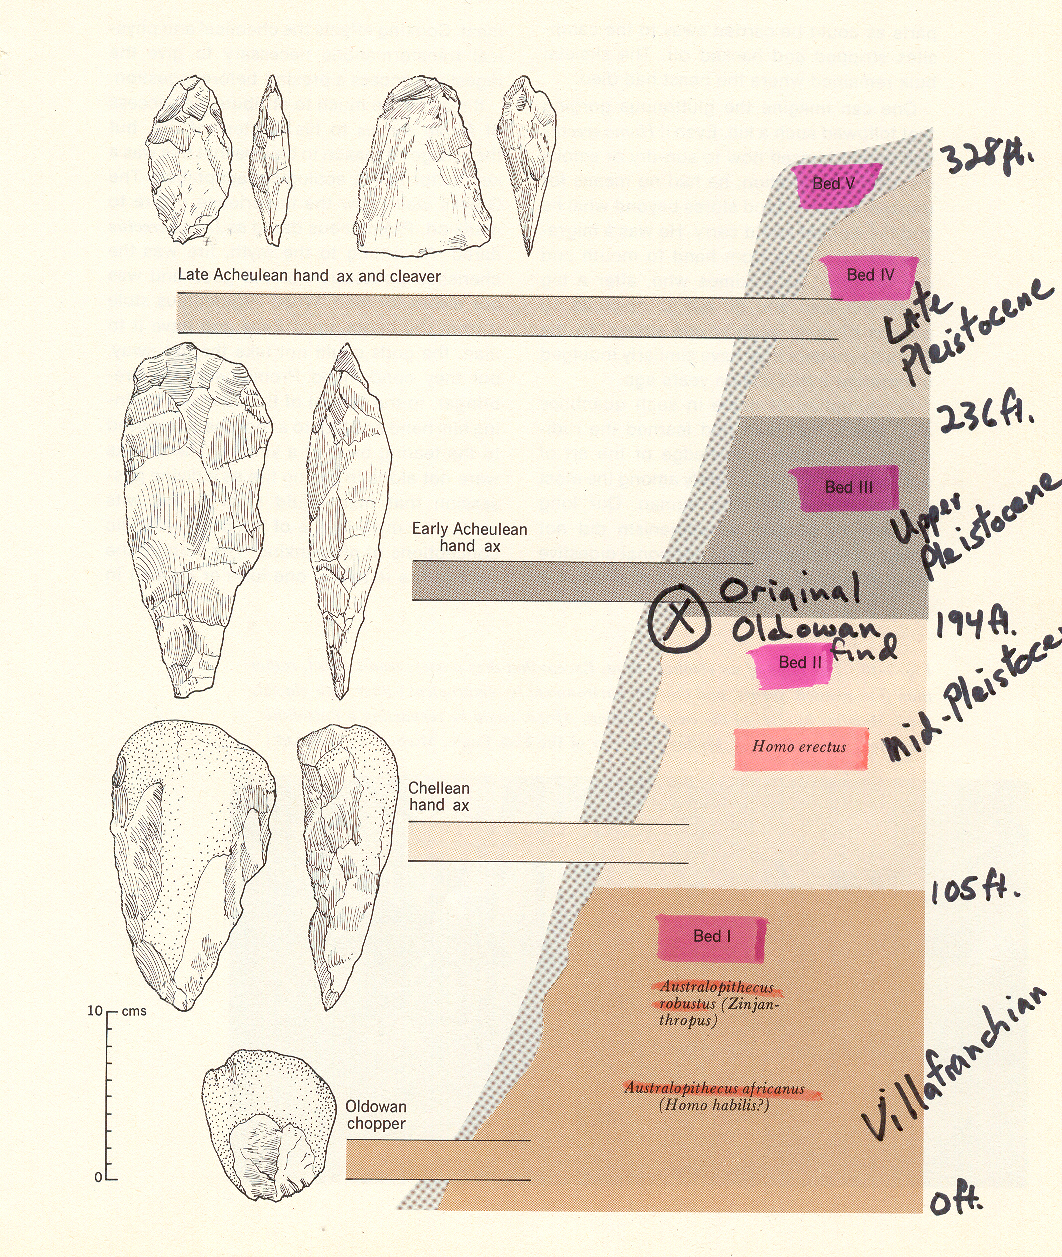 328ft.
Bed V
Bed IV
Late Acheulean hand ax and cleaver
Late
Pleistocene
236ft.
Bed III
Upper
Pleistocene
Early Acheulean
hand ax
X
Original
Oldowan
find
194ft.
Bed II
mid-Pleistoce
Homo erectus
Chellean
hand ax
105ft.
Bed I
Australopithecus
robustus (Zinjan-
thropus)
10 cms
Villafranchian
Australopithecus africanus
(Homo habilis?)
Oldowan
chopper
0
0ft.